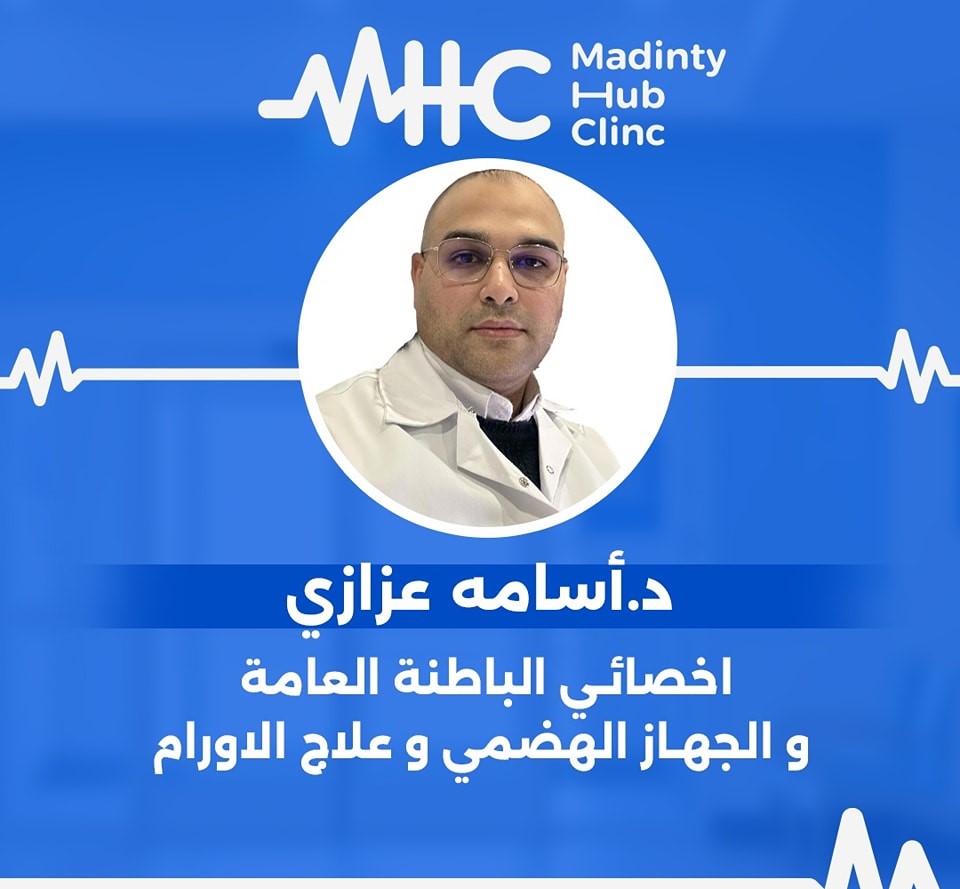 MHC
Madinty
Hub
Clinc
د.أسامه عزازي
اخصائي الباطنة العامة
و الجهاز الهضمي و علاج الاورام